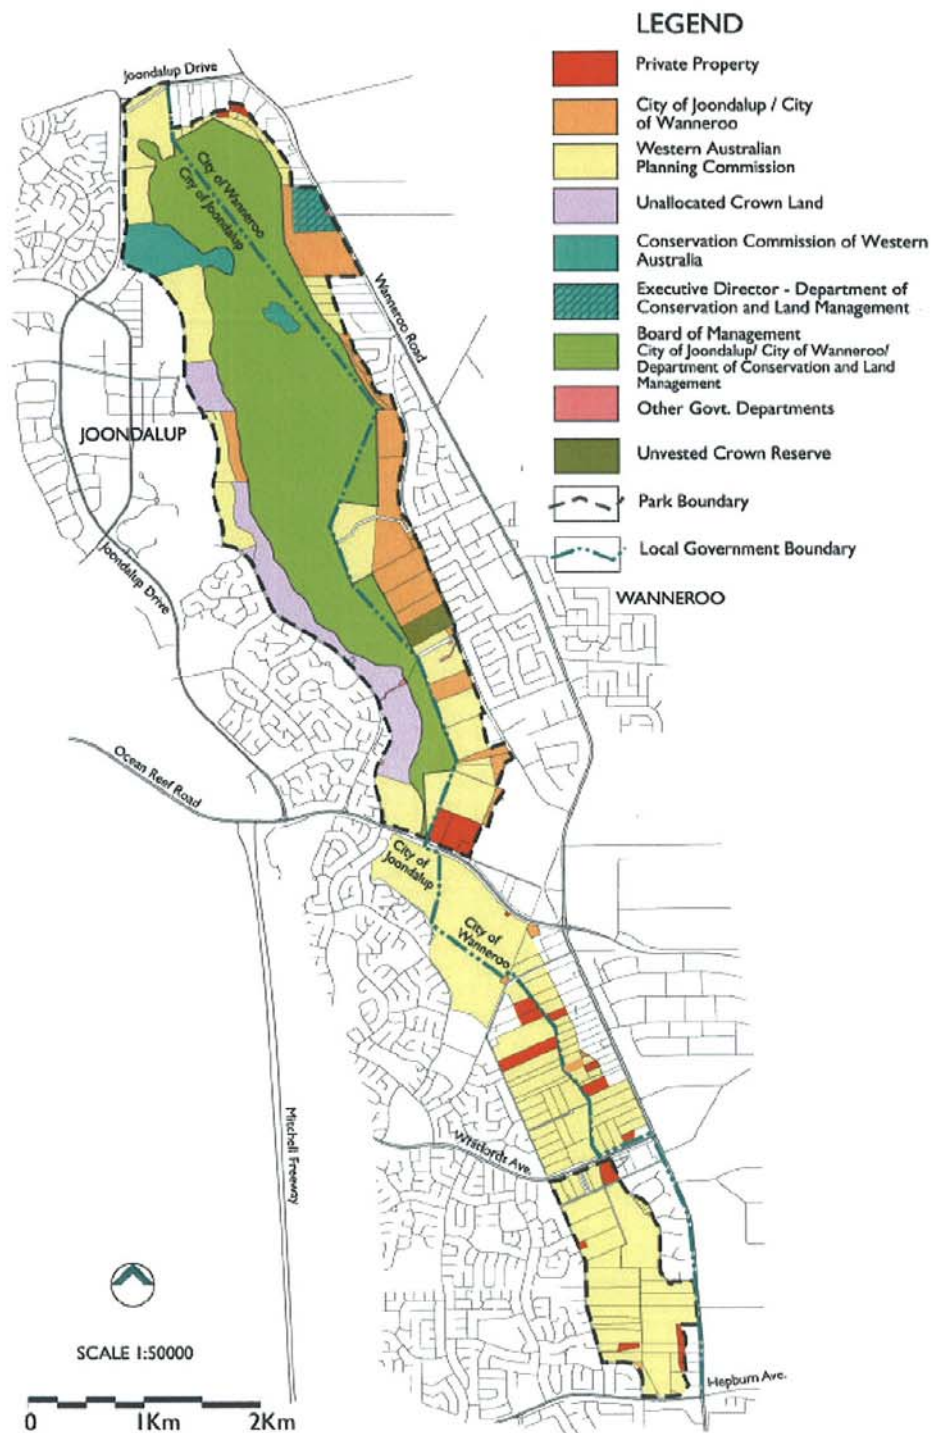 LEGEND
Private Property
City of Joondalup / City
of Wanneroo
Western Australian
Planning Commission
Unallocated Crown Land
Conservation Commission of Western
Australia
Executive Director - Department of
Conservation and Land Management
Board of Management
City of Joondalup/ City of Wanneroo/
Department of Conservation and Land
Management
Other Govt. Departments
Unvested Crown Reserve
Park Boundary
Local Government Boundary
Joondalup Drive
City of Wanneroo
City of Joondalup
Wanneroo Road
JOONDALUP
Joondalup Drive
WANNEROO
Ocean Reef Road
City of
Joondalup
City of
Wanneroo
Mitchell Freeway
Whitfords Ave.
Hepburn Ave.
SCALE 1:50000
0 1Km 2Km